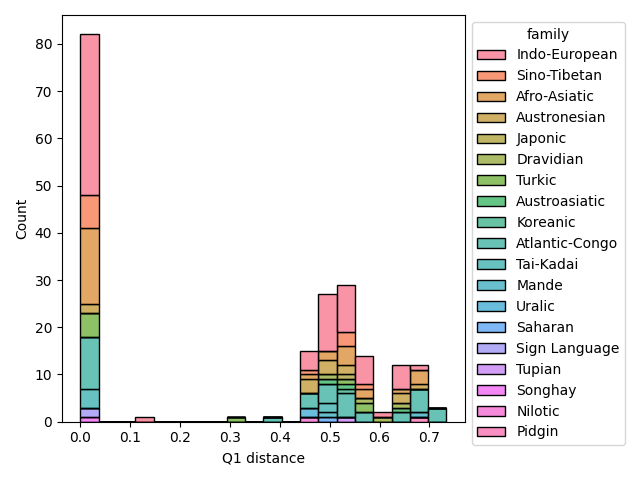 80
70
60
50
40
30
20
10
0
Count
0.0 0.1 0.2 0.3 0.4 0.5 0.6 0.7
Q1 distance
family
Indo-European
Sino-Tibetan
Afro-Asiatic
Austronesian
Japonic
Dravidian
Turkic
Austroasiatic
Koreanic
Atlantic-Congo
Tai-Kadai
Mande
Uralic
Saharan
Sign Language
Tupian
Songhay
Nilotic
Pidgin